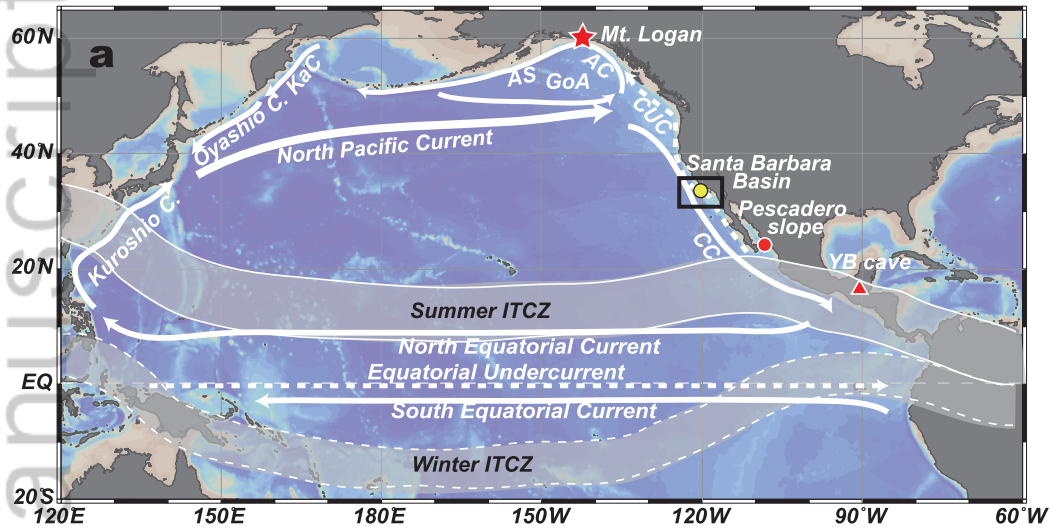 a
60˚N
40˚N
20˚N
EQ
20˚S
120˚E
150˚E
180˚E
150˚W
120˚W
90˚W
60˚W
Mt. Logan
AC
AS
GoA
CUC
KaC
Oyashio C.
North Pacific Current
Santa Barbara
Basin
Pescadero
slope
Kuroshio C.
CC
YB cave
Summer ITCZ
North Equatorial Current
Equatorial Undercurrent
South Equatorial Current
Winter ITCZ